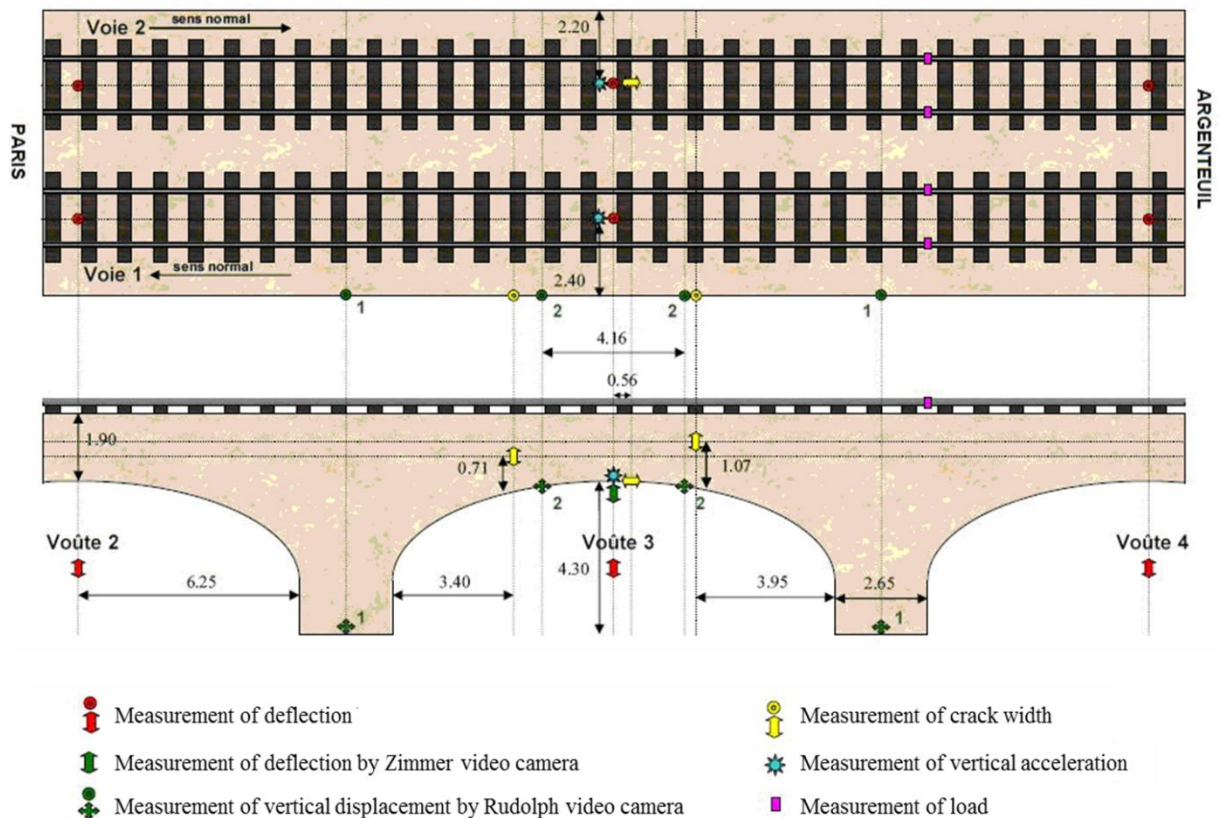 Voie 2
sens normal
2.20
PARIS
ARGENTEUIL
Voie 1
sens normal
2.40
1
2
2
1
4.16
0.56
1.90
0.71
1.07
2
2
Voûte 2
Voûte 3
Voûte 4
4.30
6.25
3.40
3.95
2.65
1
1
Measurement of deflection
Measurement of crack width
Measurement of deflection by Zimmer video camera
Measurement of vertical acceleration
Measurement of vertical displacement by Rudolph video camera
Measurement of load